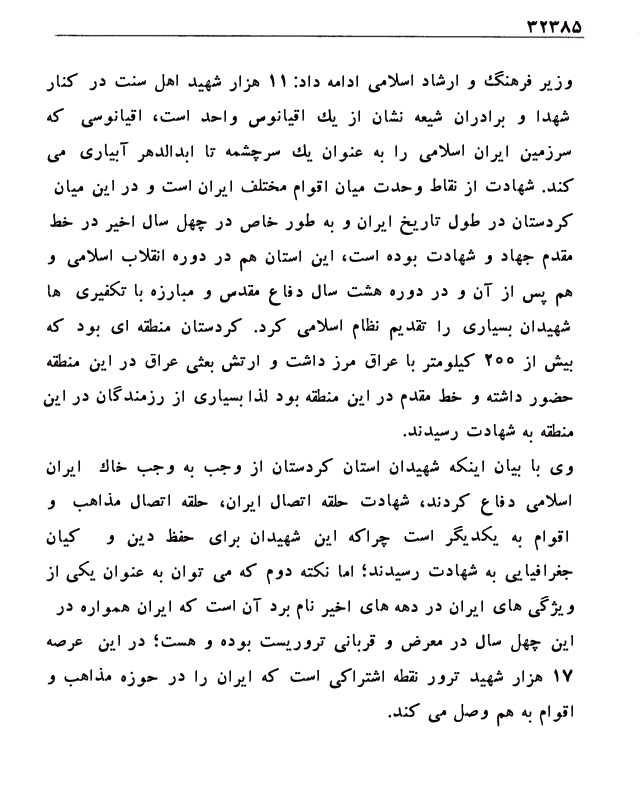 ۳۲۳۸۵
وزیر فرهنگ و ارشاد اسلامی ادامه داد: ۱۱ هزار شهید اهل سنت در کنار
شهدا و برادران شیعه نشان از یك اقیانوس واحد است، اقیانوسی که
سرزمین ایران اسلامی را به عنوان یك سرچشمه تا ابدالدهر آبیاری می
کند. شهادت از نقاط وحدت میان اقوام مختلف ایران است و در این میان
کردستان در طول تاریخ ایران و به طور خاص در چهل سال اخیر در خط
مقدم جهاد و شهادت بوده است، این استان هم در دوره انقلاب اسلامی و
هم پس از آن و در دوره هشت سال دفاع مقدس و مبارزه با تکفیری ها
شهیدان بسیاری را تقدیم نظام اسلامی کرد. کردستان منطقه ای بود که
بیش از ۲۰۰ کیلومتر با عراق مرز داشت و ارتش بعثی عراق در این منطقه
حضور داشته و خط مقدم در این منطقه بود لذا بسیاری از رزمندگان در این
منطقه به شهادت رسیدند.
وی با بیان اینکه شهیدان استان کردستان از وجب به وجب خاك ایران
اسلامی دفاع کردند، شهادت حلقه اتصال ایران، حلقه اتصال مذاهب و
اقوام به یکدیگر است چراکه این شهیدان برای حفظ دین و کیان
جغرافیایی به شهادت رسیدند؛ اما نکته دوم که می توان به عنوان یکی از
ویژگی های ایران در دهه های اخیر نام برد آن است که ایران همواره در
این چهل سال در معرض و قربانی تروریست بوده و هست؛ در این عرصه
۱۷ هزار شهید ترور نقطه اشتراکی است که ایران را در حوزه مذاهب و
اقوام به هم وصل می کند.